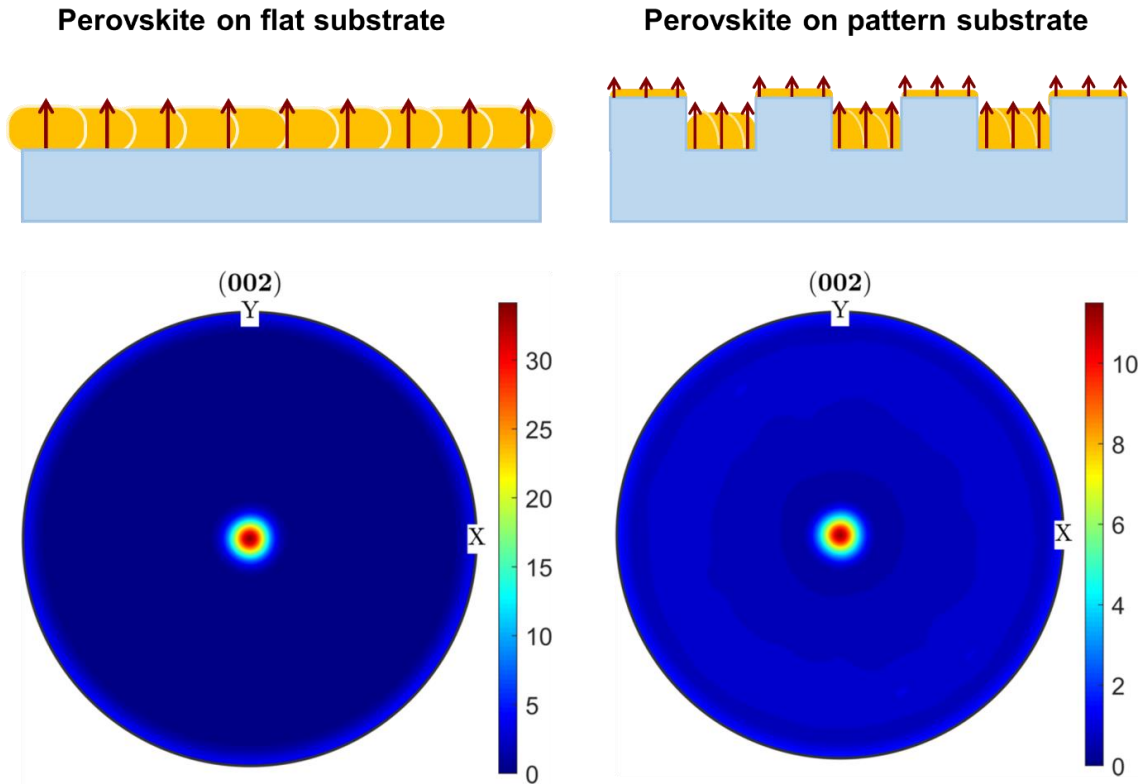 Perovskite on flat substrate
Perovskite on pattern substrate
(002)
Y
X
30
25
20
15
10
5
0
(002)
Y
X
10
8
6
4
2
0